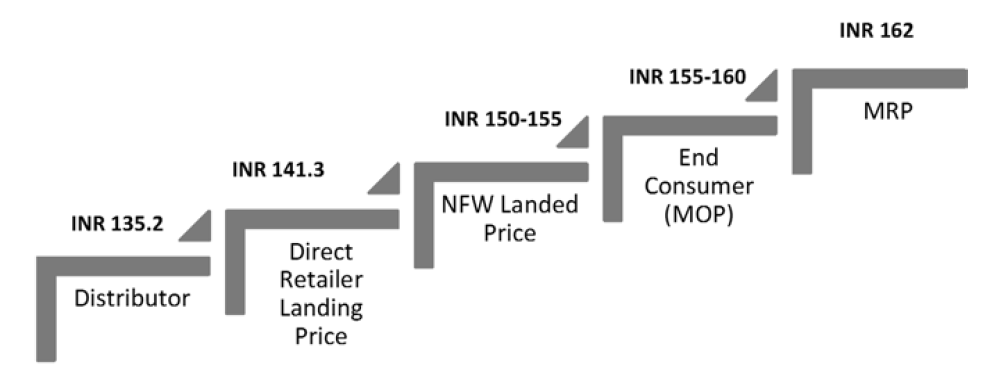 INR 135.2
Distributor
INR 141.3
Direct
Retailer
Landing
Price
INR 150-155
NFW Landed
Price
INR 155-160
End
Consumer
(MOP)
INR 162
MRP